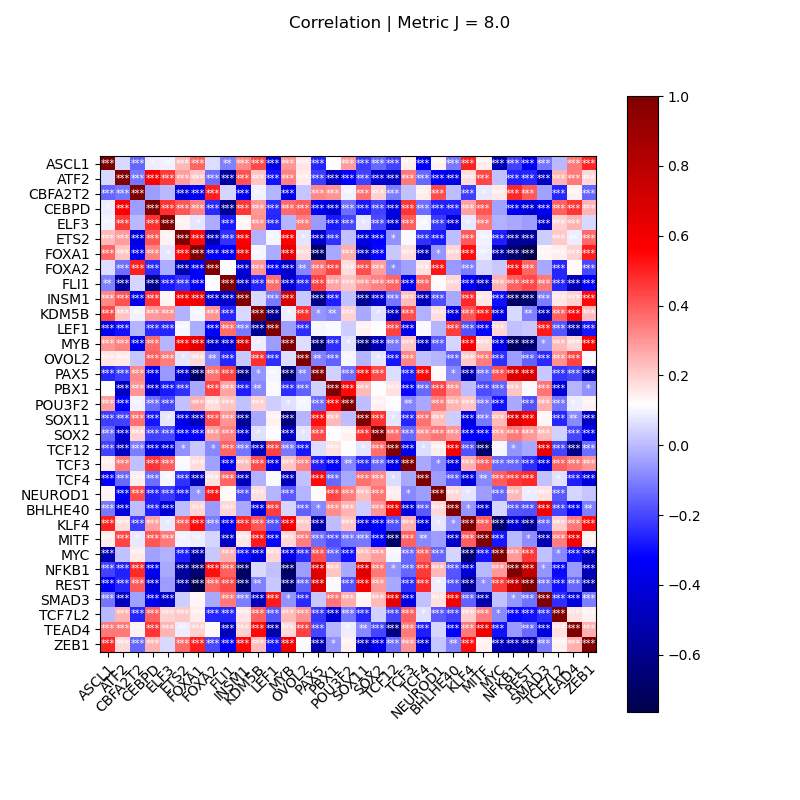 Correlation | Metric J = 8.0
ASCL1
ATF2
CBFA2T2
CEBPD
ELF3
ETS2
FOXA1
FOXA2
FLI1
INSM1
KDM5B
LEF1
MYB
OVOL2
PAX5
PBX1
POU3F2
SOX11
SOX2
TCF12
TCF3
TCF4
NEUROD1
BHLHE40
KLF4
MITF
MYC
NFKB1
REST
SMAD3
TCF7L2
TEAD4
ZEB1
ASCL1
ATF2
CBFA2T2
CEBPD
ELF3
ETS2
FOXA1
FOXA2
FLI1
INSM1
KDM5B
LEF1
MYB
OVOL2
PAX5
PBX1
POU3F2
SOX11
SOX2
TCF12
TCF3
TCF4
NEUROD1
BHLHE40
KLF4
MITF
MYC
NFKB1
REST
SMAD3
TCF7L2
TEAD4
ZEB1
1.0
0.8
0.6
0.4
0.2
0.0
−0.2
−0.4
−0.6